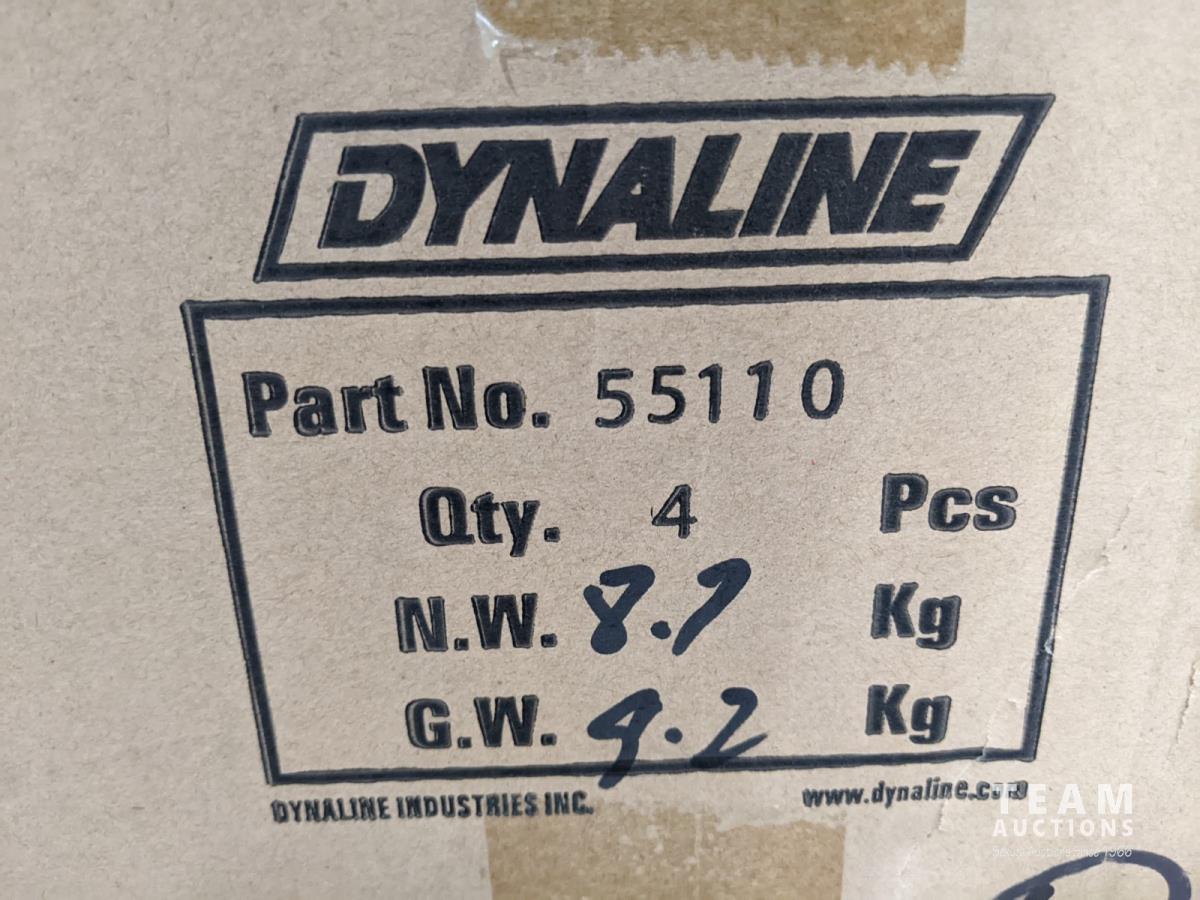 DYNALINE
Part No. 55110
Qty. 4 Pcs
N.W. 8.7 Kg
G.W. 9.2 Kg
DYNALINE INDUSTRIES INC. www.dynaline.com
TEAM
AUCTIONS